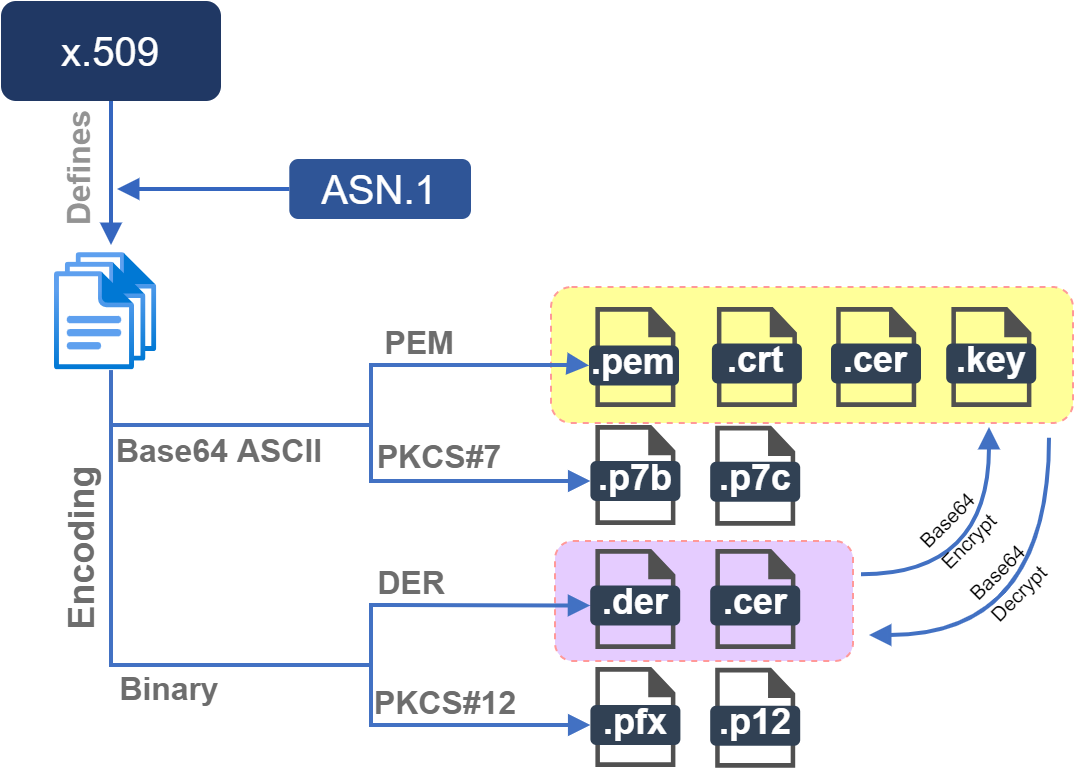 x.509
Defines
ASN.1
PEM
.pem
.crt
.cer
.key
Base64 ASCII
PKCS#7
.p7b
.p7c
Encoding
Base64
Encrypt
Base64
Decrypt
DER
.der
.cer
Binary
PKCS#12
.pfx
.p12